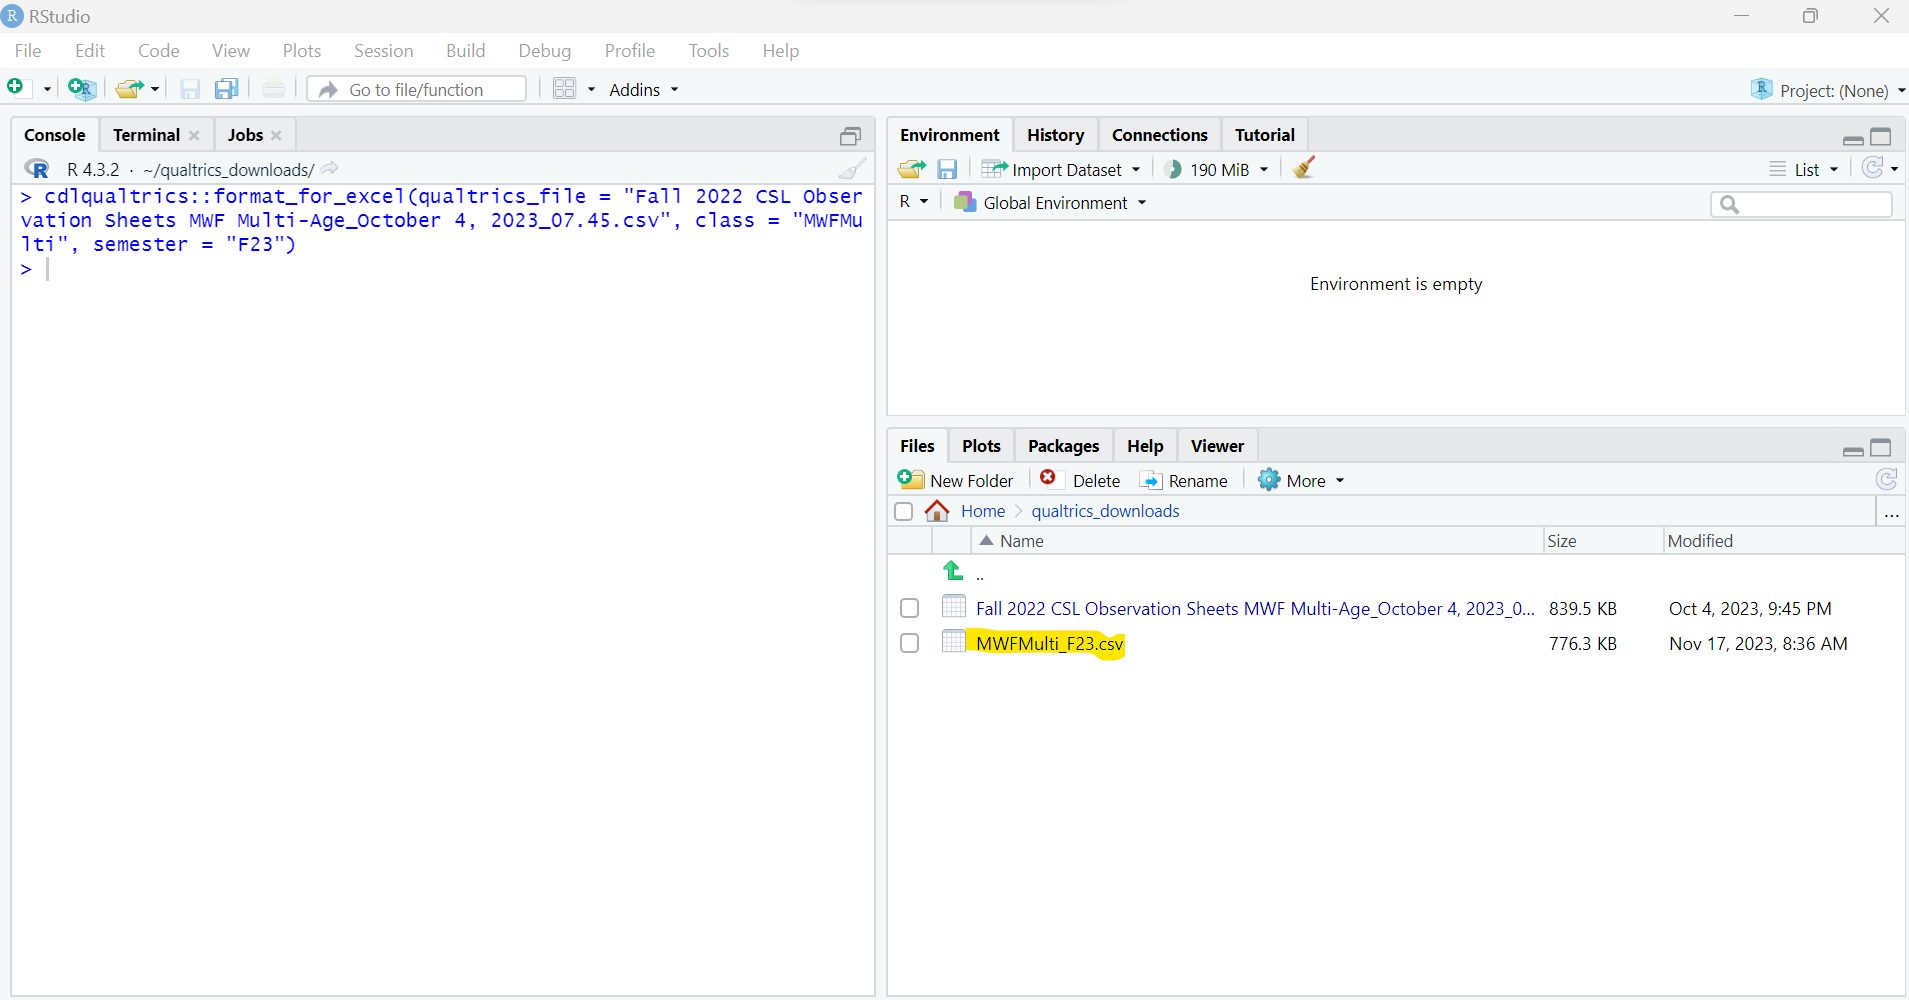 R RStudio
File Edit Code View Plots Session Build Debug Profile Tools Help
Go to file/function Addins R Project: (None)
Console Terminal Jobs
R R 4.3.2 · ~/qualtrics_downloads/
> cdlqualtrics::format_for_excel(qualtrics_file = "Fall 2022 CSL Obser
vation Sheets MWF Multi-Age_October 4, 2023_07.45.csv", class = "MWFMu
lti", semester = "F23")
>
Environment History Connections Tutorial
Import Dataset 190 MiB List
R Global Environment
Environment is empty
Files Plots Packages Help Viewer
New Folder Delete Rename More
Home qualtrics_downloads ...
Name Size Modified
..
Fall 2022 CSL Observation Sheets MWF Multi-Age_October 4, 2023_0... 839.5 KB Oct 4, 2023, 9:45 PM
MWFMulti_F23.csv 776.3 KB Nov 17, 2023, 8:36 AM